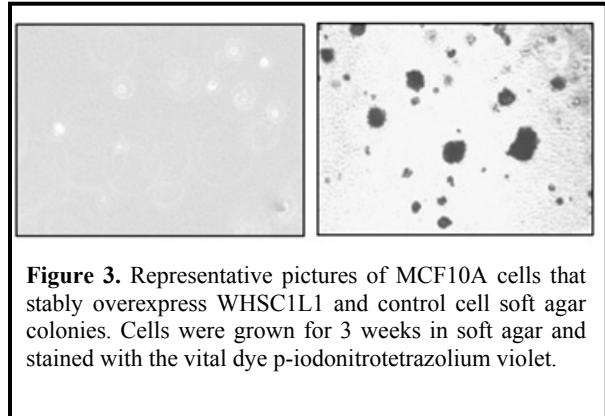 Figure 3. Representative pictures of MCF10A cells that
stably overexpress WHSC1L1 and control cell soft agar
colonies. Cells were grown for 3 weeks in soft agar and
stained with the vital dye p-iodonitrotetrazolium violet.